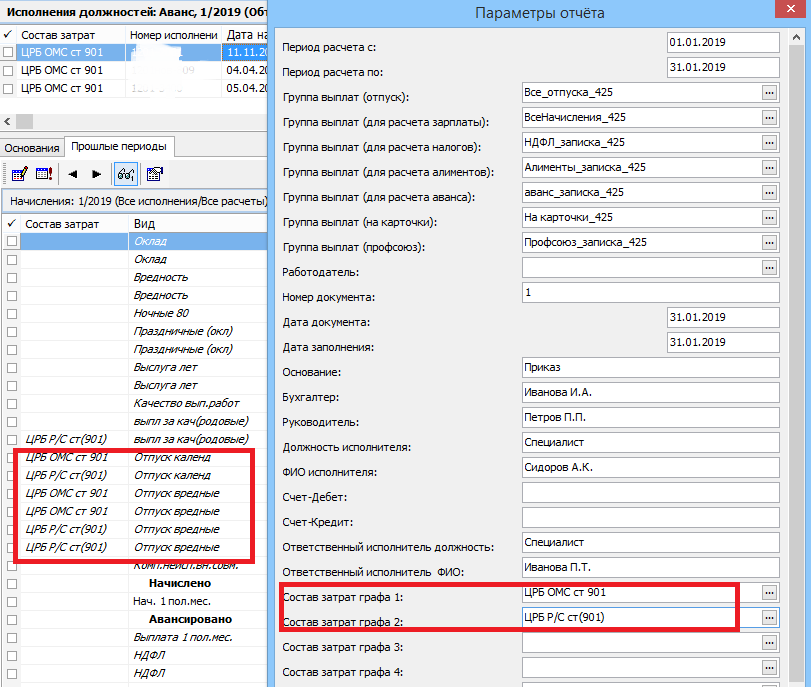 Исполнения должностей: Аванс, 1/2019 (Об
Состав затрат Номер исполнени Дата на
ЦРБ ОМС ст 901 11.11.20
ЦРБ ОМС ст 901 04.04.20
ЦРБ ОМС ст 901 05.04.20
Основания Прошлые периоды
Начисления: 1/2019 (Все исполнения/Все расчеты)
Состав затрат Вид
Оклад
Оклад
Вредность
Вредность
Ночные 80
Праздничные (окл)
Праздничные (окл)
Выслуга лет
Выслуга лет
Качество вып.работ
выпл за кач(родовые)
ЦРБ Р/С ст(901) выпл за кач(родовые)
ЦРБ ОМС ст 901 Отпуск календ
ЦРБ Р/С ст(901) Отпуск календ
ЦРБ ОМС ст 901 Отпуск вредные
ЦРБ ОМС ст 901 Отпуск вредные
ЦРБ Р/С ст(901) Отпуск вредные
ЦРБ Р/С ст(901) Отпуск вредные
Комп.неисп.вн.совм.
Начислено
Нач. 1 пол.мес.
Авансировано
Выплата 1 пол.мес.
НДФЛ
НДФЛ
Параметры отчёта
Период расчета с: 01.01.2019
Период расчета по: 31.01.2019
Группа выплат (отпуск): Все_отпуска_425
Группа выплат (для расчета зарплаты): ВсеНачисления_425
Группа выплат (для расчета налогов): НДФЛ_записка_425
Группа выплат (для расчета алиментов): Алименты_записка_425
Группа выплат (для расчета аванса): аванс_записка_425
Группа выплат (на карточки): На карточки_425
Группа выплат (профсоюз): Профсоюз_записка_425
Работодатель:
Номер документа: 1
Дата документа: 31.01.2019
Дата заполнения: 31.01.2019
Основание: Приказ
Бухгалтер: Иванова И.А.
Руководитель: Петров П.П.
Должность исполнителя: Специалист
ФИО исполнителя: Сидоров А.К.
Счет-Дебет:
Счет-Кредит:
Ответственный исполнитель должность: Специалист
Ответственный исполнитель ФИО: Иванова П.Т.
Состав затрат графа 1: ЦРБ ОМС ст 901
Состав затрат графа 2: ЦРБ Р/С ст(901)
Состав затрат графа 3:
Состав затрат графа 4: